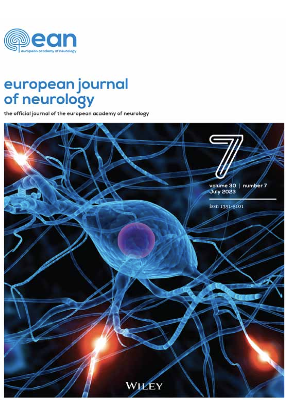 ean
european academy of neurology
european journal
of neurology
the official journal of the european academy of neurology
7
volume 30 | number 7
July 2023
ISSN 1351-5101
WILEY